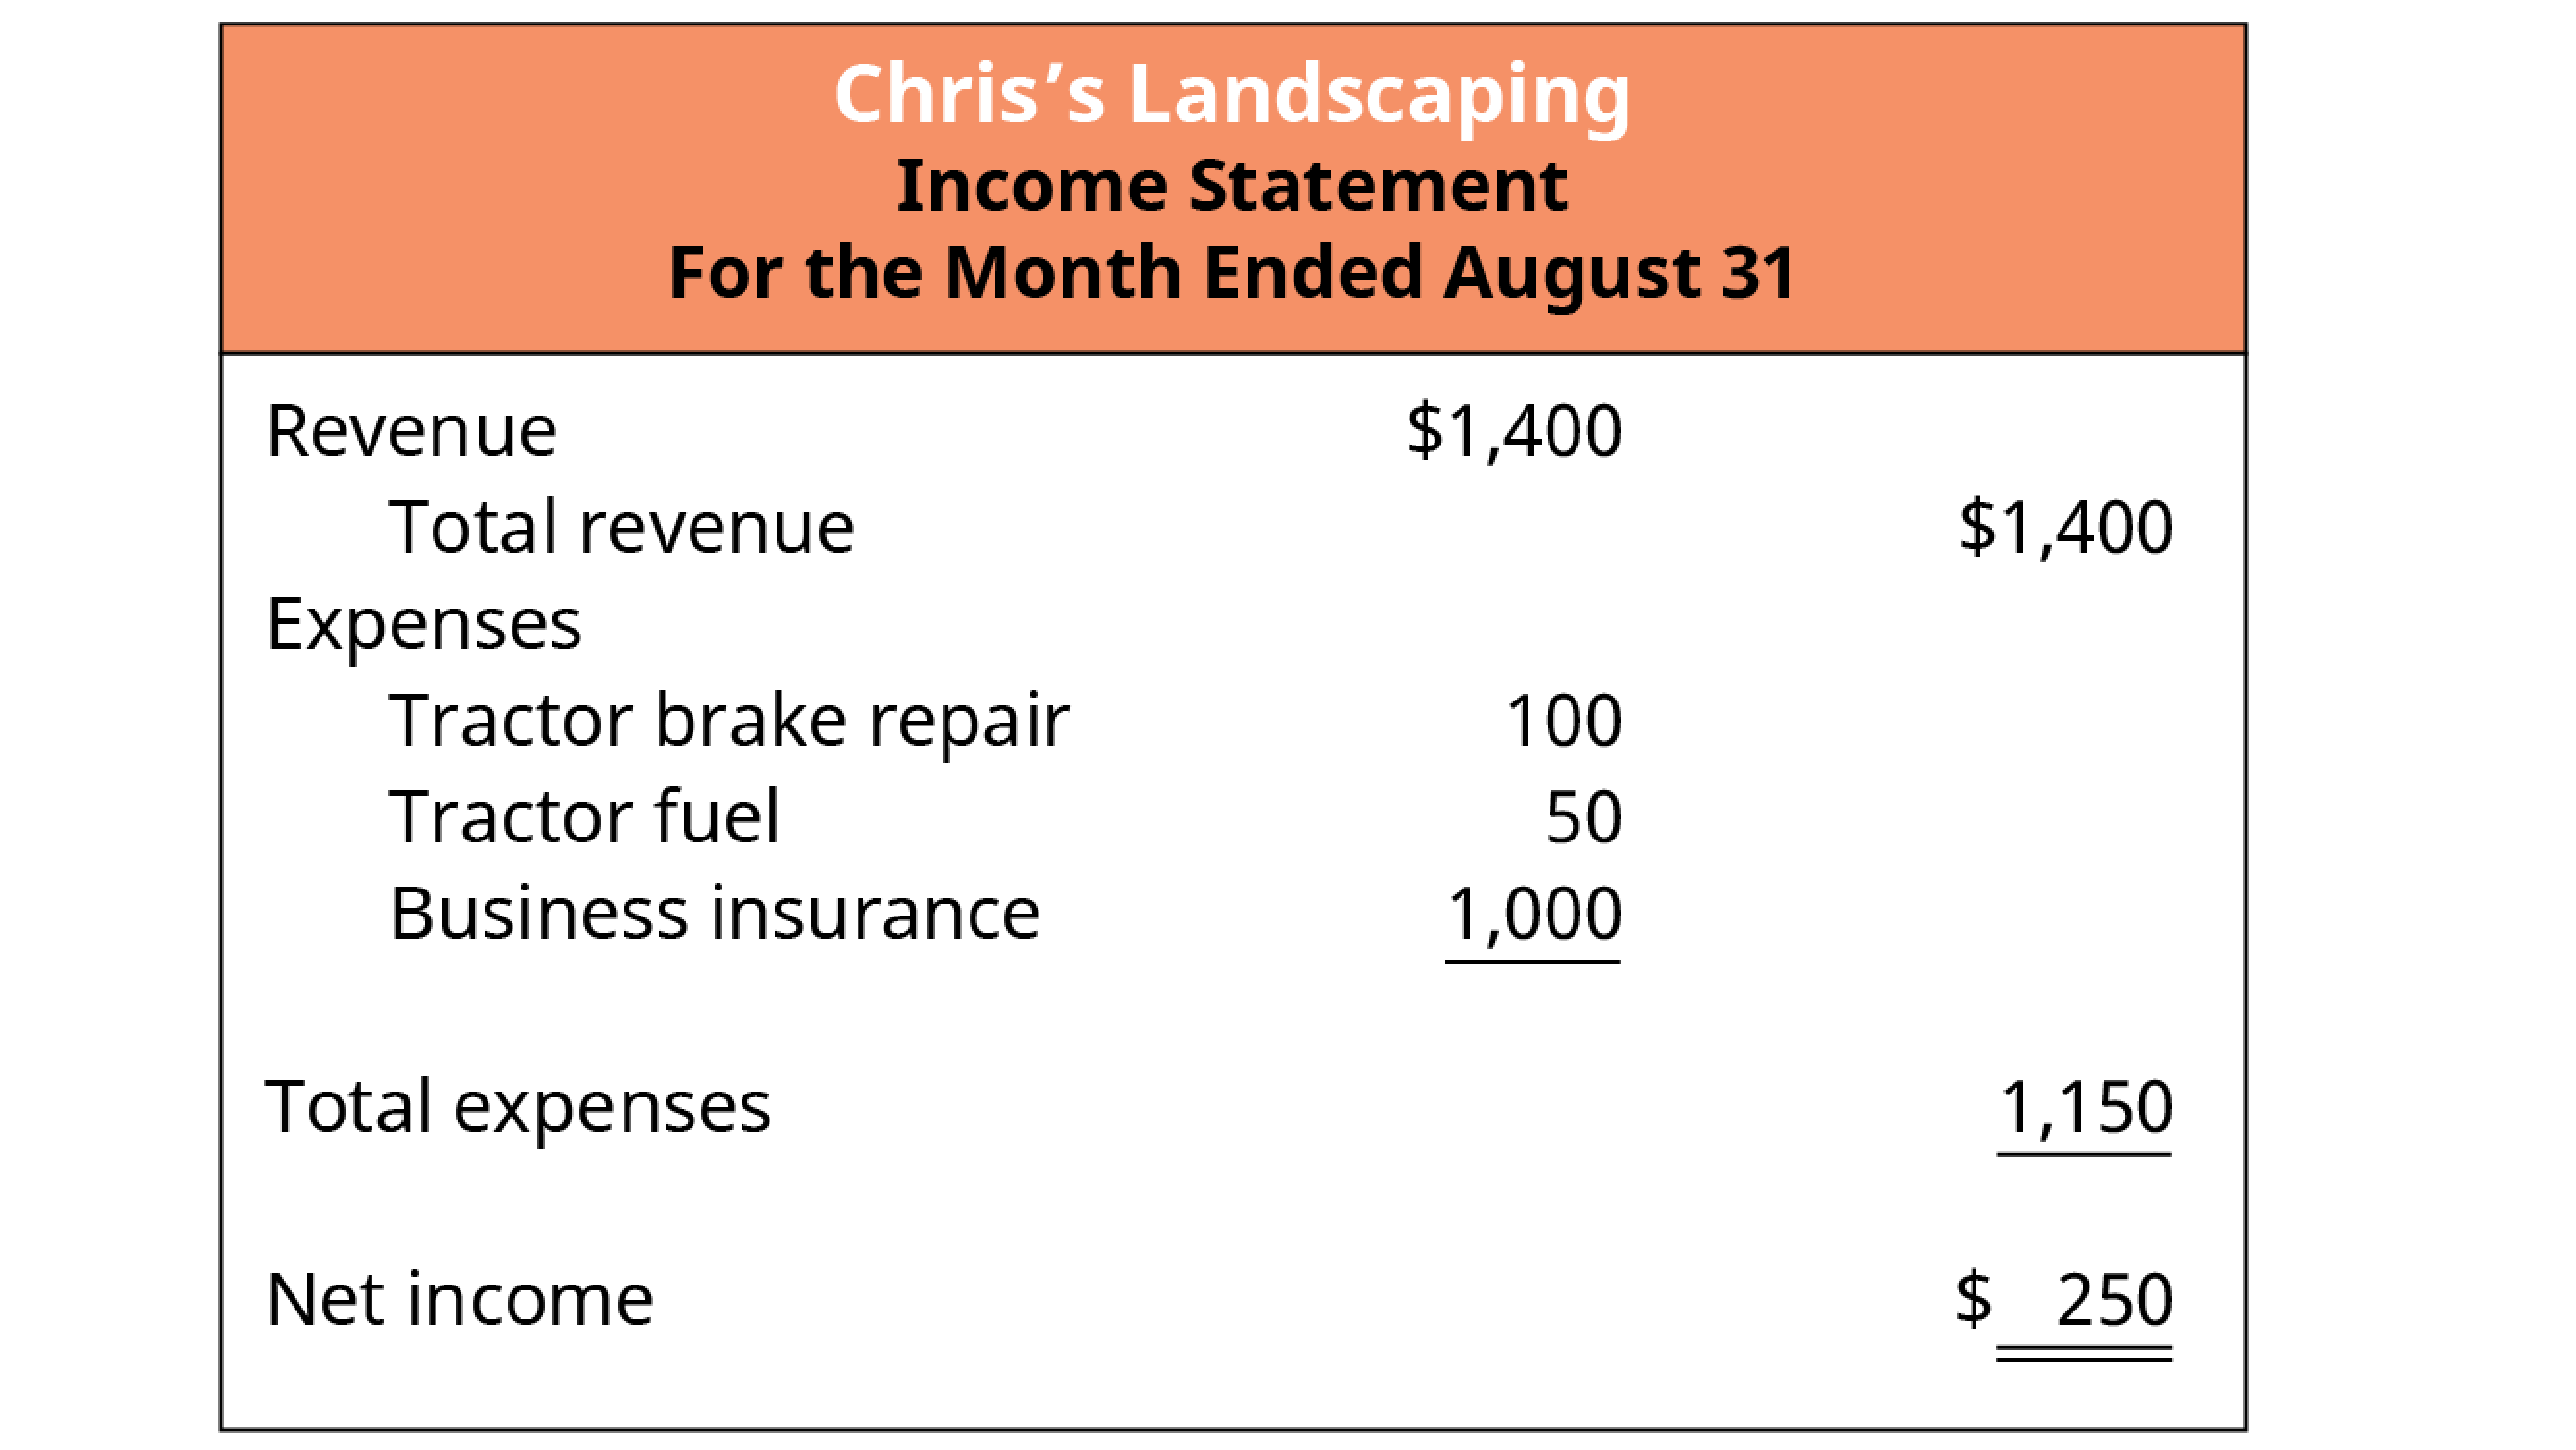 Chris’s Landscaping
Income Statement
For the Month Ended August 31
Revenue $1,400
Total revenue $1,400
Expenses
Tractor brake repair 100
Tractor fuel 50
Business insurance 1,000
Total expenses 1,150
Net income $ 250